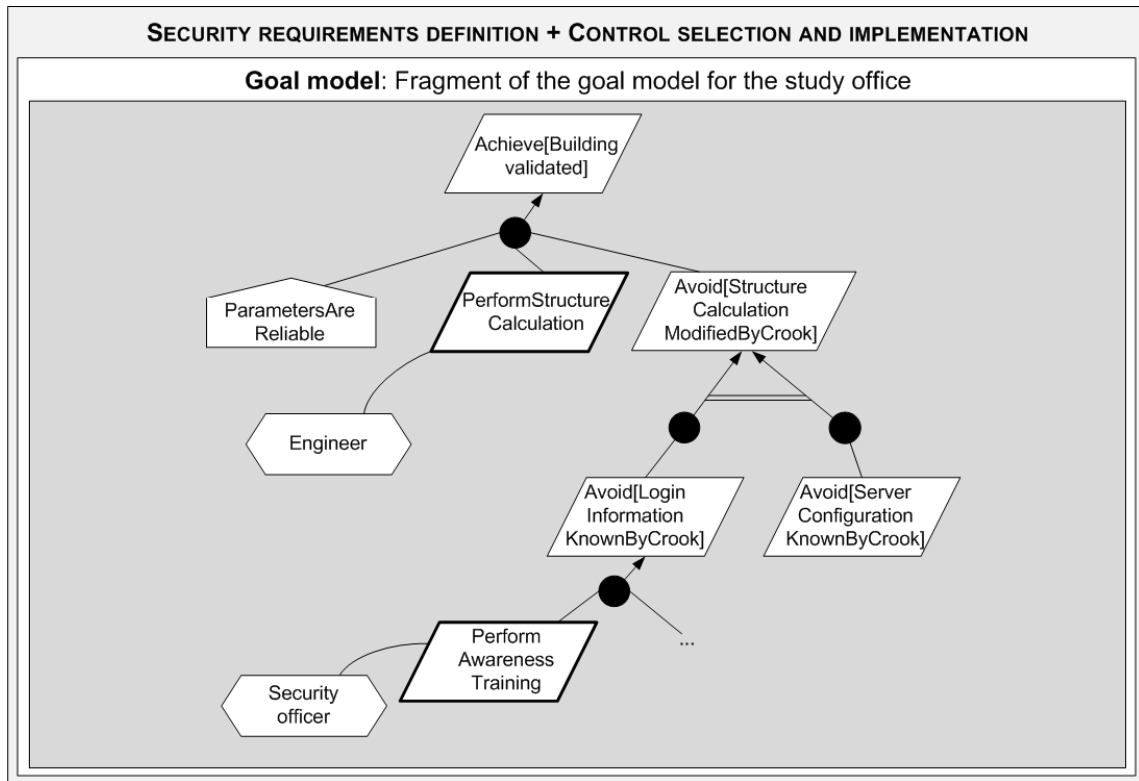 SECURITY REQUIREMENTS DEFINITION + CONTROL SELECTION AND IMPLEMENTATION
Goal model: Fragment of the goal model for the study office
Achieve[Building
validated]
ParametersAre
Reliable
PerformStructure
Calculation
Avoid[Structure
Calculation
ModifiedByCrook]
Engineer
Avoid[Login
Information
KnownByCrook]
Avoid[Server
Configuration
KnownByCrook]
Perform
Awareness
Training
...
Security
officer